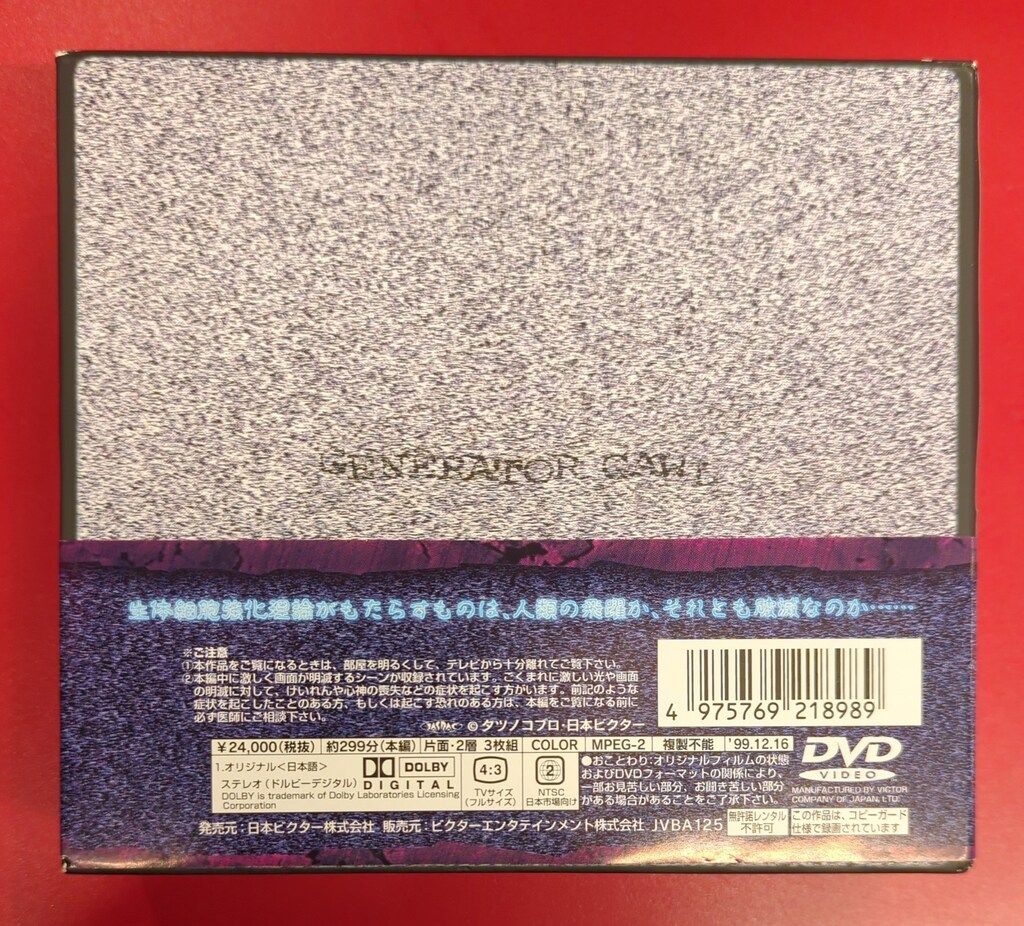 GENERATOR GAWL
生体細胞強化理論がもたらすものは、人類の飛躍か、それとも破滅なのか……
※ご注意
①本作品をご覧になるときは、部屋を明るくして、テレビから十分離れてご覧下さい。
②本編中に激しく画面が明滅するシーンが収録されています。ごくまれに激しい光や画面
の明滅に対して、けいれんや心神の喪失などの症状を起こす方がいます。前記のような
症状を起こしたことのある方、もしくは起こす恐れのある方は、本編をご覧になる前に
必ず医師にご相談下さい。
JASRAC © タツノコプロ・日本ビクター
4 975769 218989
￥24,000(税抜) 約299分(本編) 片面・2層 3枚組 COLOR MPEG-2 複製不能 '99.12.16
DVD
VIDEO
MANUFACTURED BY VICTOR
COMPANY OF JAPAN, LTD.
1.オリジナル<日本語>
ステレオ(ドルビーデジタル)
DOLBY is trademark of Dolby Laboratories Licensing
Corporation
DOLBY
DIGITAL
4:3
TVサイズ
(フルサイズ)
2
NTSC
日本市場向け
●おことわり:オリジナルフィルムの状態
およびDVDフォーマットの関係により、
一部お見苦しい部分、お聞き苦しい部分
がある場合があることをご了承下さい。
発売元:日本ビクター株式会社 販売元:ビクターエンタテインメント株式会社 JVBA125
無許諾レンタル
不許可
この作品は、コピーガード
仕様で録画されています